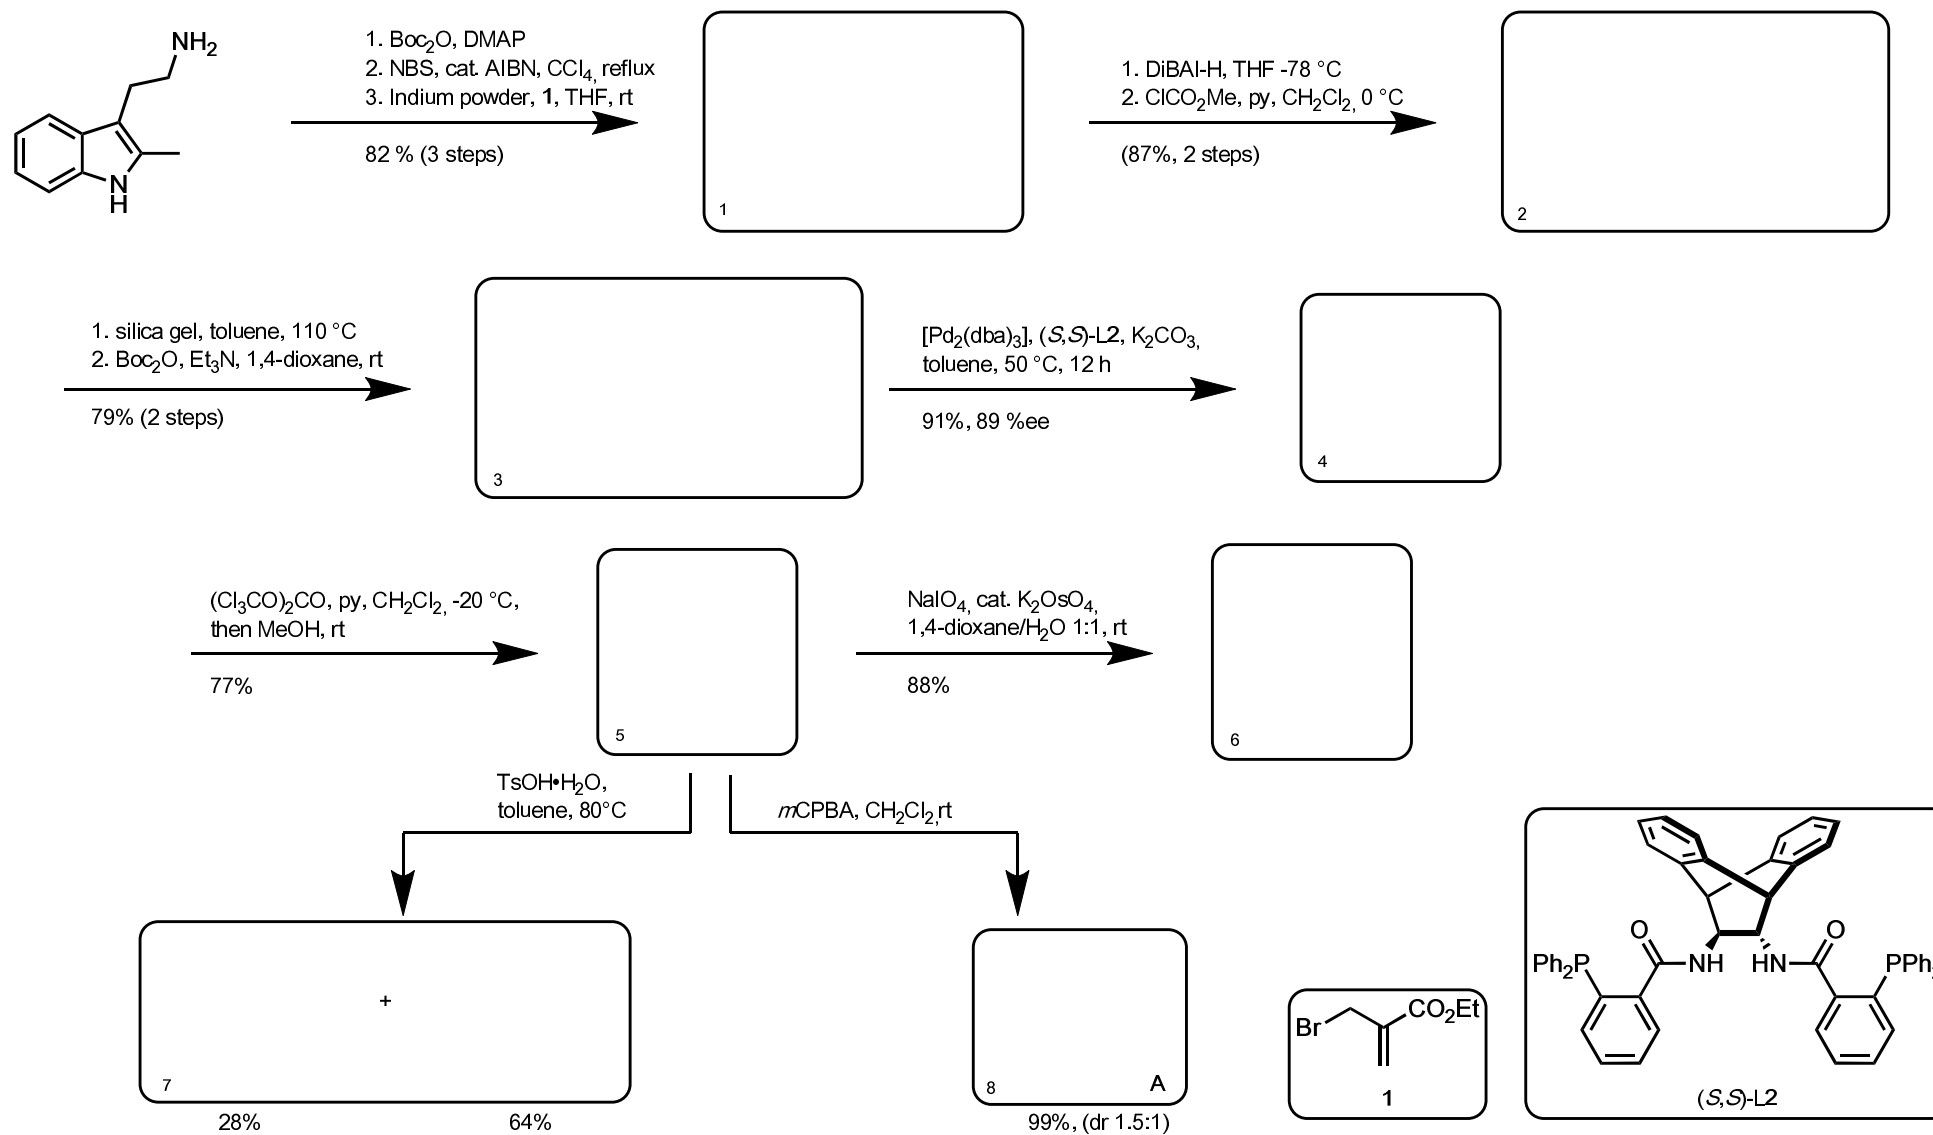 NH2
N
H
1. Boc2O, DMAP
2. NBS, cat. AIBN, CCl4, reflux
3. Indium powder, 1, THF, rt
82 % (3 steps)
1
1. DiBAl-H, THF -78 °C
2. ClCO2Me, py, CH2Cl2, 0 °C
(87%, 2 steps)
2
1. silica gel, toluene, 110 °C
2. Boc2O, Et3N, 1,4-dioxane, rt
79% (2 steps)
3
[Pd2(dba)3], (S,S)-L2, K2CO3,
toluene, 50 °C, 12 h
91%, 89 %ee
4
(Cl3CO)2CO, py, CH2Cl2, -20 °C,
then MeOH, rt
77%
5
NaIO4, cat. K2OsO4,
1,4-dioxane/H2O 1:1, rt
88%
6
TsOH•H2O,
toluene, 80°C
mCPBA, CH2Cl2,rt
+
7
28%
64%
8
A
99%, (dr 1.5:1)
Br
CO2Et
1
O
O
Ph2P
NH
HN
PPh2
(S,S)-L2